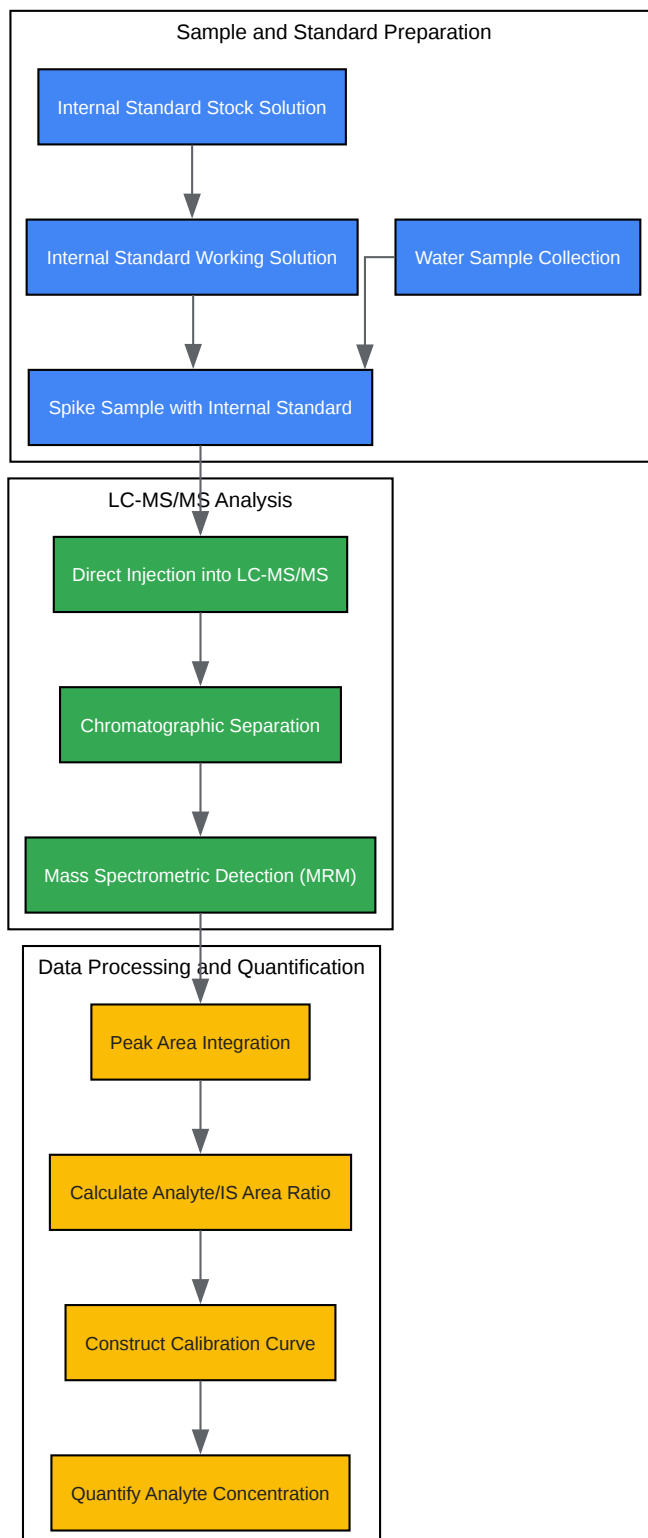 Sample and Standard Preparation
Internal Standard Stock Solution
Internal Standard Working Solution
Water Sample Collection
Spike Sample with Internal Standard
LC-MS/MS Analysis
Direct Injection into LC-MS/MS
Chromatographic Separation
Mass Spectrometric Detection (MRM)
Data Processing and Quantification
Peak Area Integration
Calculate Analyte/IS Area Ratio
Construct Calibration Curve
Quantify Analyte Concentration